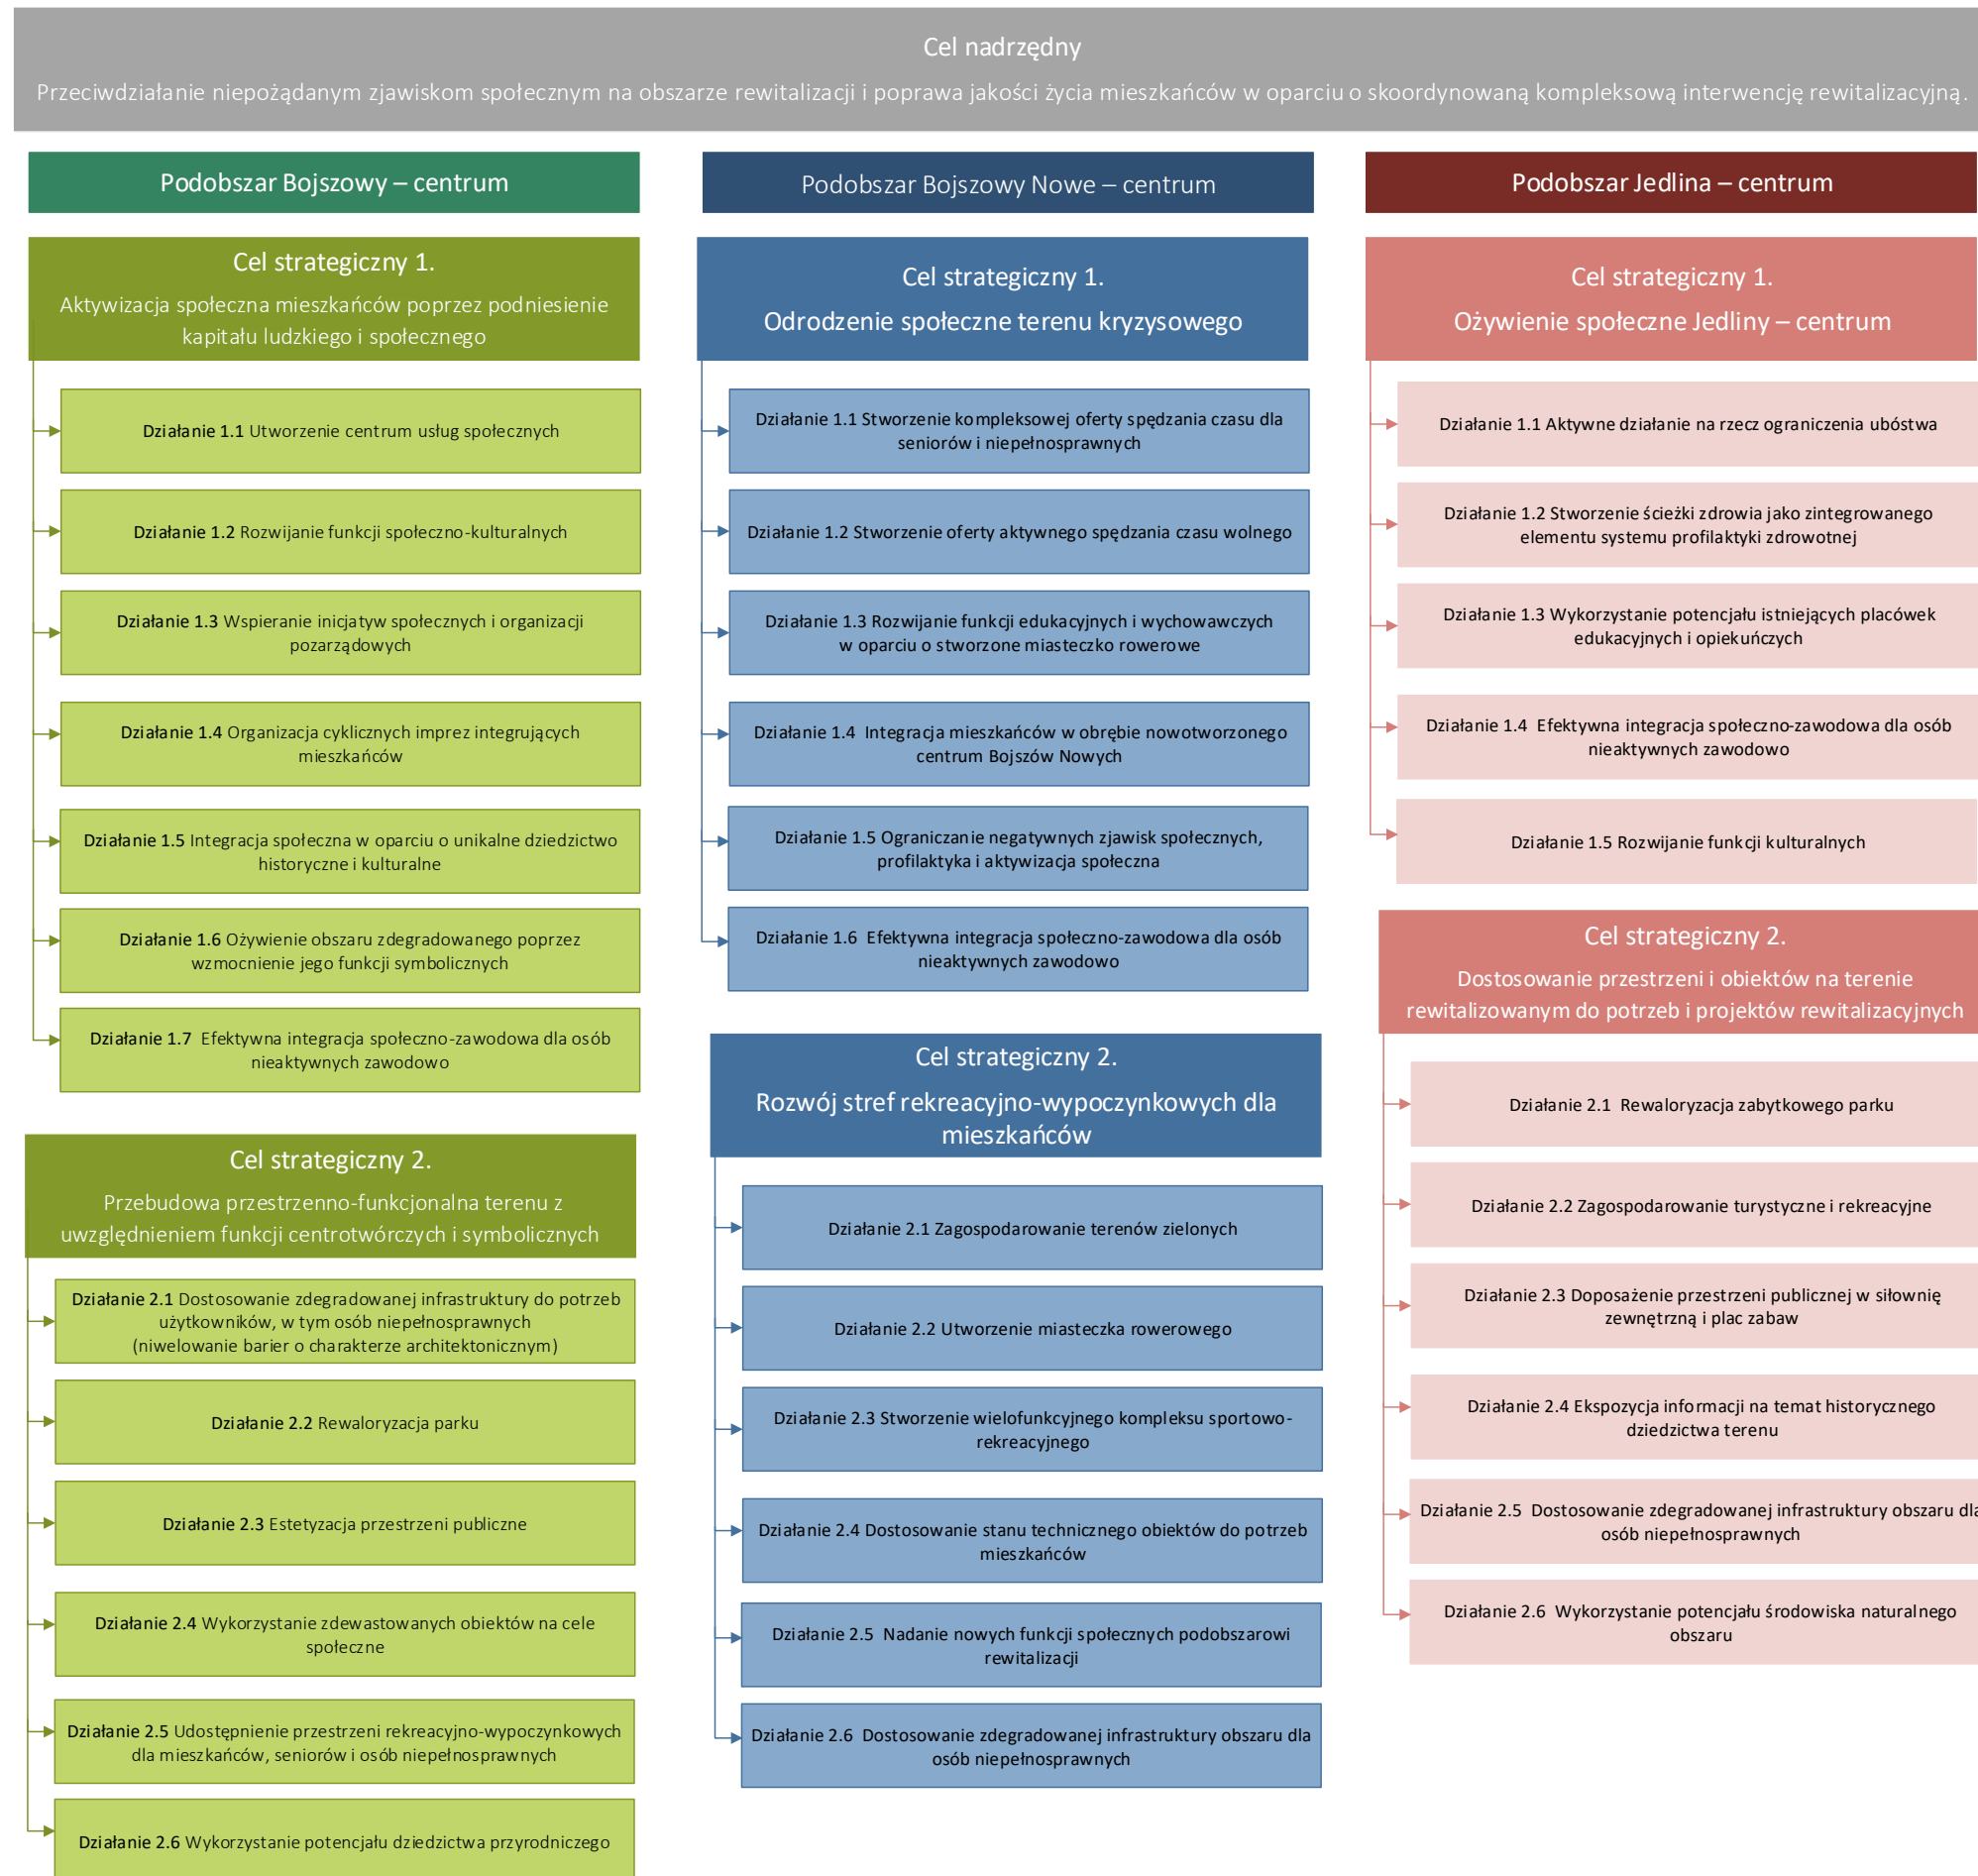 Cel nadrzędny
Przeciwdziałanie niepożądanym zjawiskom społecznym na obszarze rewitalizacji i poprawa jakości życia mieszkańców w oparciu o skoordynowaną kompleksową interwencję rewitalizacyjną.
Podobszar Bojszowy – centrum
Cel strategiczny 1.
Aktywizacja społeczna mieszkańców poprzez podniesienie
kapitału ludzkiego i społecznego
Działanie 1.1 Utworzenie centrum usług społecznych
Działanie 1.2 Rozwijanie funkcji społeczno-kulturalnych
Działanie 1.3 Wspieranie inicjatyw społecznych i organizacji
pozarządowych
Działanie 1.4 Organizacja cyklicznych imprez integrujących
mieszkańców
Działanie 1.5 Integracja społeczna w oparciu o unikalne dziedzictwo
historyczne i kulturalne
Działanie 1.6 Ożywienie obszaru zdegradowanego poprzez
wzmocnienie jego funkcji symbolicznych
Działanie 1.7 Efektywna integracja społeczno-zawodowa dla osób
nieaktywnych zawodowo
Cel strategiczny 2.
Przebudowa przestrzenno-funkcjonalna terenu z
uwzględnieniem funkcji centrotwórczych i symbolicznych
Działanie 2.1 Dostosowanie zdegradowanej infrastruktury do potrzeb
użytkowników, w tym osób niepełnosprawnych
(niwelowanie barier o charakterze architektonicznym)
Działanie 2.2 Rewaloryzacja parku
Działanie 2.3 Estetyzacja przestrzeni publiczne
Działanie 2.4 Wykorzystanie zdewastowanych obiektów na cele
społeczne
Działanie 2.5 Udostępnienie przestrzeni rekreacyjno-wypoczynkowych
dla mieszkańców, seniorów i osób niepełnosprawnych
Działanie 2.6 Wykorzystanie potencjału dziedzictwa przyrodniczego
Podobszar Bojszowy Nowe – centrum
Cel strategiczny 1.
Odrodzenie społeczne terenu kryzysowego
Działanie 1.1 Stworzenie kompleksowej oferty spędzania czasu dla
seniorów i niepełnosprawnych
Działanie 1.2 Stworzenie oferty aktywnego spędzania czasu wolnego
Działanie 1.3 Rozwijanie funkcji edukacyjnych i wychowawczych
w oparciu o stworzone miasteczko rowerowe
Działanie 1.4 Integracja mieszkańców w obrębie nowotworzonego
centrum Bojszów Nowych
Działanie 1.5 Ograniczanie negatywnych zjawisk społecznych,
profilaktyka i aktywizacja społeczna
Działanie 1.6 Efektywna integracja społeczno-zawodowa dla osób
nieaktywnych zawodowo
Cel strategiczny 2.
Rozwój stref rekreacyjno-wypoczynkowych dla
mieszkańców
Działanie 2.1 Zagospodarowanie terenów zielonych
Działanie 2.2 Utworzenie miasteczka rowerowego
Działanie 2.3 Stworzenie wielofunkcyjnego kompleksu sportowo-
rekreacyjnego
Działanie 2.4 Dostosowanie stanu technicznego obiektów do potrzeb
mieszkańców
Działanie 2.5 Nadanie nowych funkcji społecznych podobszarowi
rewitalizacji
Działanie 2.6 Dostosowanie zdegradowanej infrastruktury obszaru dla
osób niepełnosprawnych
Podobszar Jedlina – centrum
Cel strategiczny 1.
Ożywienie społeczne Jedliny – centrum
Działanie 1.1 Aktywne działanie na rzecz ograniczenia ubóstwa
Działanie 1.2 Stworzenie ścieżki zdrowia jako zintegrowanego
elementu systemu profilaktyki zdrowotnej
Działanie 1.3 Wykorzystanie potencjału istniejących placówek
edukacyjnych i opiekuńczych
Działanie 1.4 Efektywna integracja społeczno-zawodowa dla osób
nieaktywnych zawodowo
Działanie 1.5 Rozwijanie funkcji kulturalnych
Cel strategiczny 2.
Dostosowanie przestrzeni i obiektów na terenie
rewitalizowanym do potrzeb i projektów rewitalizacyjnych
Działanie 2.1 Rewaloryzacja zabytkowego parku
Działanie 2.2 Zagospodarowanie turystyczne i rekreacyjne
Działanie 2.3 Doposażenie przestrzeni publicznej w siłownię
zewnętrzną i plac zabaw
Działanie 2.4 Ekspozycja informacji na temat historycznego
dziedzictwa terenu
Działanie 2.5 Dostosowanie zdegradowanej infrastruktury obszaru dla
osób niepełnosprawnych
Działanie 2.6 Wykorzystanie potencjału środowiska naturalnego
obszaru